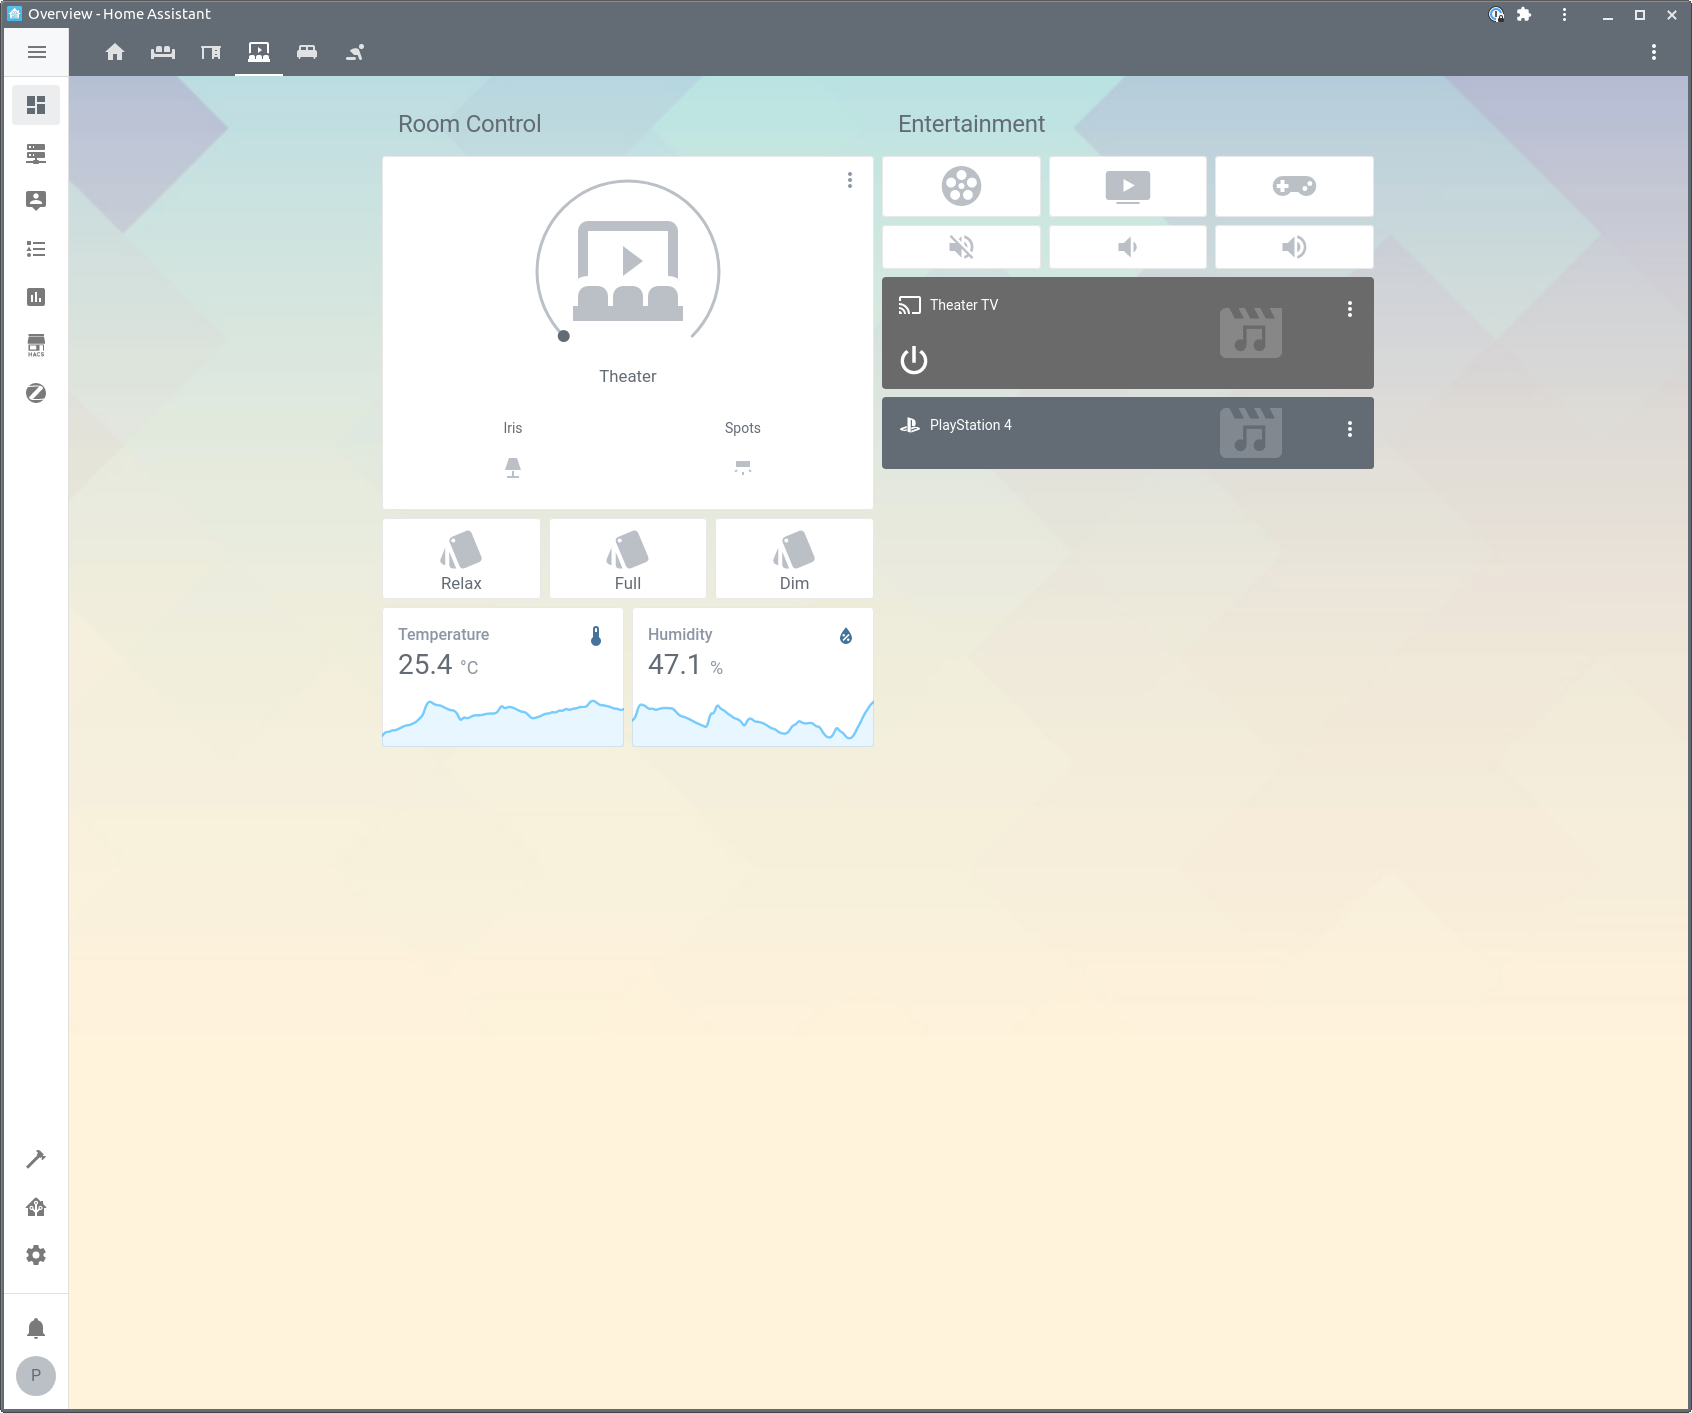 Overview - Home Assistant
Room Control
Entertainment
Theater
Iris
Spots
Relax
Full
Dim
Temperature
25.4 °C
Humidity
47.1 %
Theater TV
PlayStation 4
HACS
P